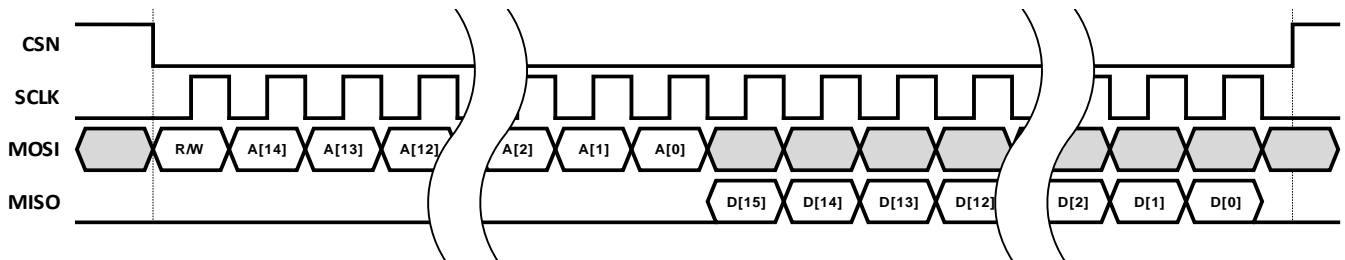 CSN
SCLK
MOSI R/W A[14] A[13] A[12] A[2] A[1] A[0]
MISO D[15] D[14] D[13] D[12] D[2] D[1] D[0]